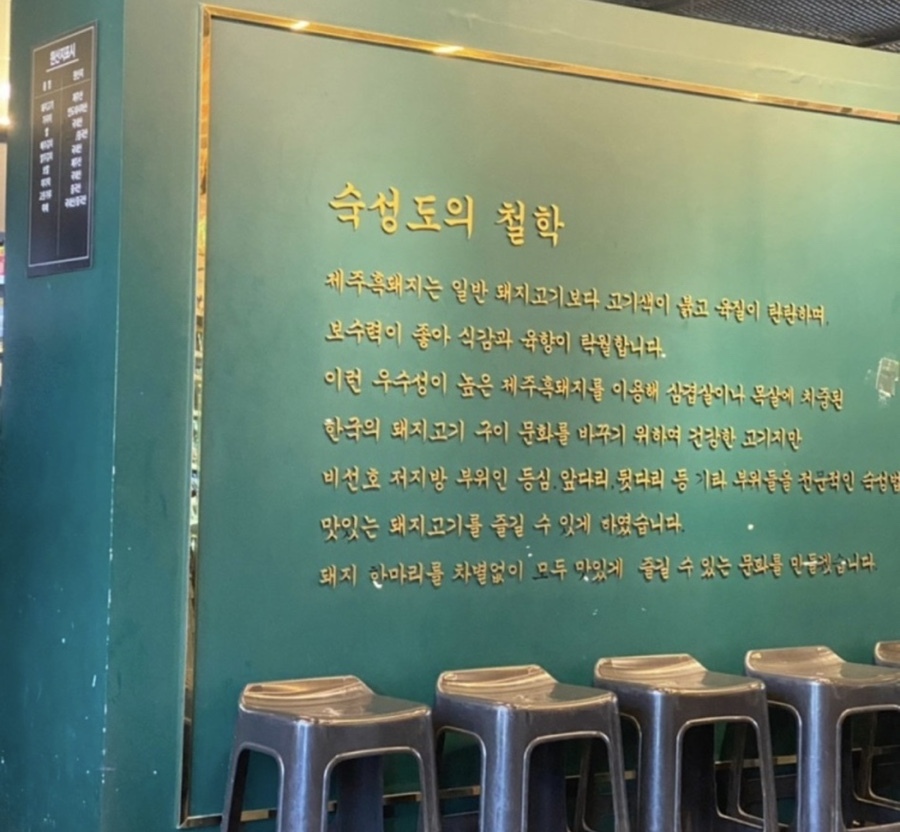 원산지표시
숙성도의 철학
제주흑돼지는 일반 돼지고기보다 고기색이 붉고 육질이 탄탄하며,
보수력이 좋아 식감과 육향이 탁월합니다.
이런 우수성이 높은 제주흑돼지를 이용해 삼겹살이나 목살에 치중된
한국의 돼지고기 구이 문화를 바꾸기 위하며 건강한 고기지만
비선호 저지방 부위인 등심,앞다리,뒷다리 등 기타 부위들을 전문적인 숙성법
맛있는 돼지고기를 즐길 수 있게 하였습니다.
돼지 한마리를 차별없이 모두 맛있게 즐길 수 있는 문화를 만들겠습니다